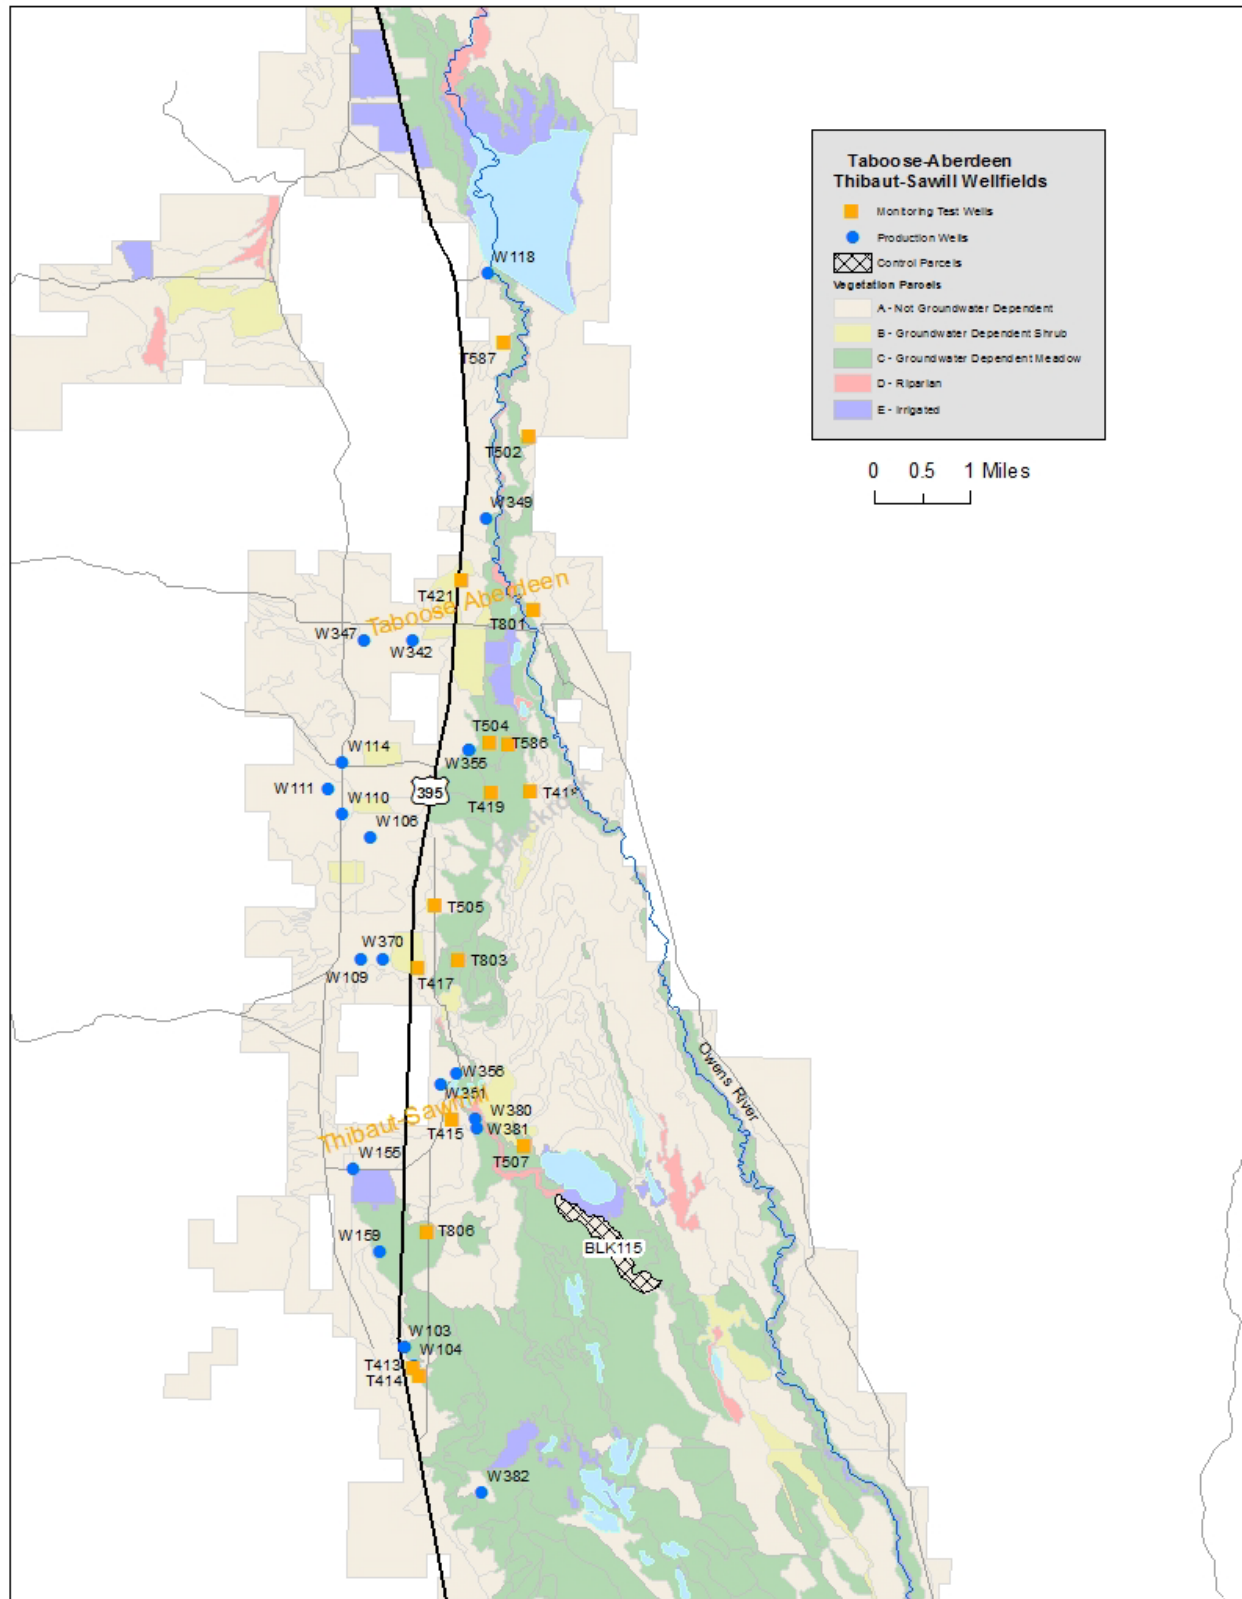 Taboose-Aberdeen
Thibaut-Sawill Wellfields
Monitoring Test Wells
Production Wells
Control Parcels
Vegetation Parcels
A - Not Groundwater Dependent
B - Groundwater Dependent Shrub
C - Groundwater Dependent Meadow
D - Riparian
E - Irrigated
0 0.5 1 Miles
W118
T587
T502
W349
T421
Taboose Aberdeen
T801
W347
W342
T504
T586
W355
W114
W111
395
T419
W110
W106
T505
W370
T803
W109
T417
Owens River
W356
W351
W380
T415
W381
T507
W155
T806
W159
BLK115
W103
W104
T413
T414
W382